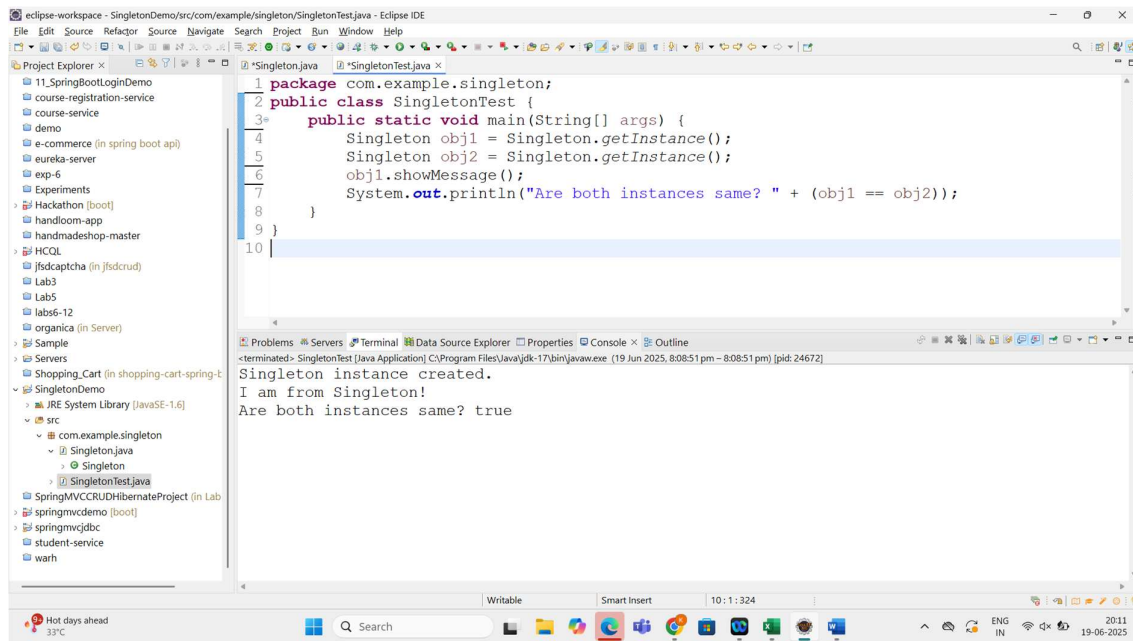 eclipse-workspace - SingletonDemo/src/com/example/singleton/SingletonTest.java - Eclipse IDE
File Edit Source Refactor Source Navigate Search Project Run Window Help
Project Explorer ×
11_SpringBootLoginDemo
course-registration-service
course-service
demo
e-commerce (in spring boot api)
eureka-server
exp-6
Experiments
Hackathon [boot]
handloom-app
handmadeshop-master
HCQL
jfsdcaptcha (in jfsdcrud)
Lab3
Lab5
labs6-12
organica (in Server)
Sample
Servers
Shopping_Cart (in shopping-cart-spring-b
SingletonDemo
JRE System Library [JavaSE-1.6]
src
com.example.singleton
Singleton.java
Singleton
SingletonTest.java
SpringMVCCRUDHibernateProject (in Lab
springmvcdemo [boot]
springmvcjdbc
student-service
warh
*Singleton.java *SingletonTest.java ×
1 package com.example.singleton;
2 public class SingletonTest {
3 public static void main(String[] args) {
4 Singleton obj1 = Singleton.getInstance();
5 Singleton obj2 = Singleton.getInstance();
6 obj1.showMessage();
7 System.out.println("Are both instances same? " + (obj1 == obj2));
8 }
9 }
10
Problems Servers Terminal Data Source Explorer Properties Console × Outline
<terminated> SingletonTest [Java Application] C:\Program Files\Java\jdk-17\bin\javaw.exe (19 Jun 2025, 8:08:51 pm – 8:08:51 pm) [pid: 24672]
Singleton instance created.
I am from Singleton!
Are both instances same? true
Writable Smart Insert 10 : 1 : 324
Hot days ahead
33°C
Search
ENG
IN
20:11
19-06-2025